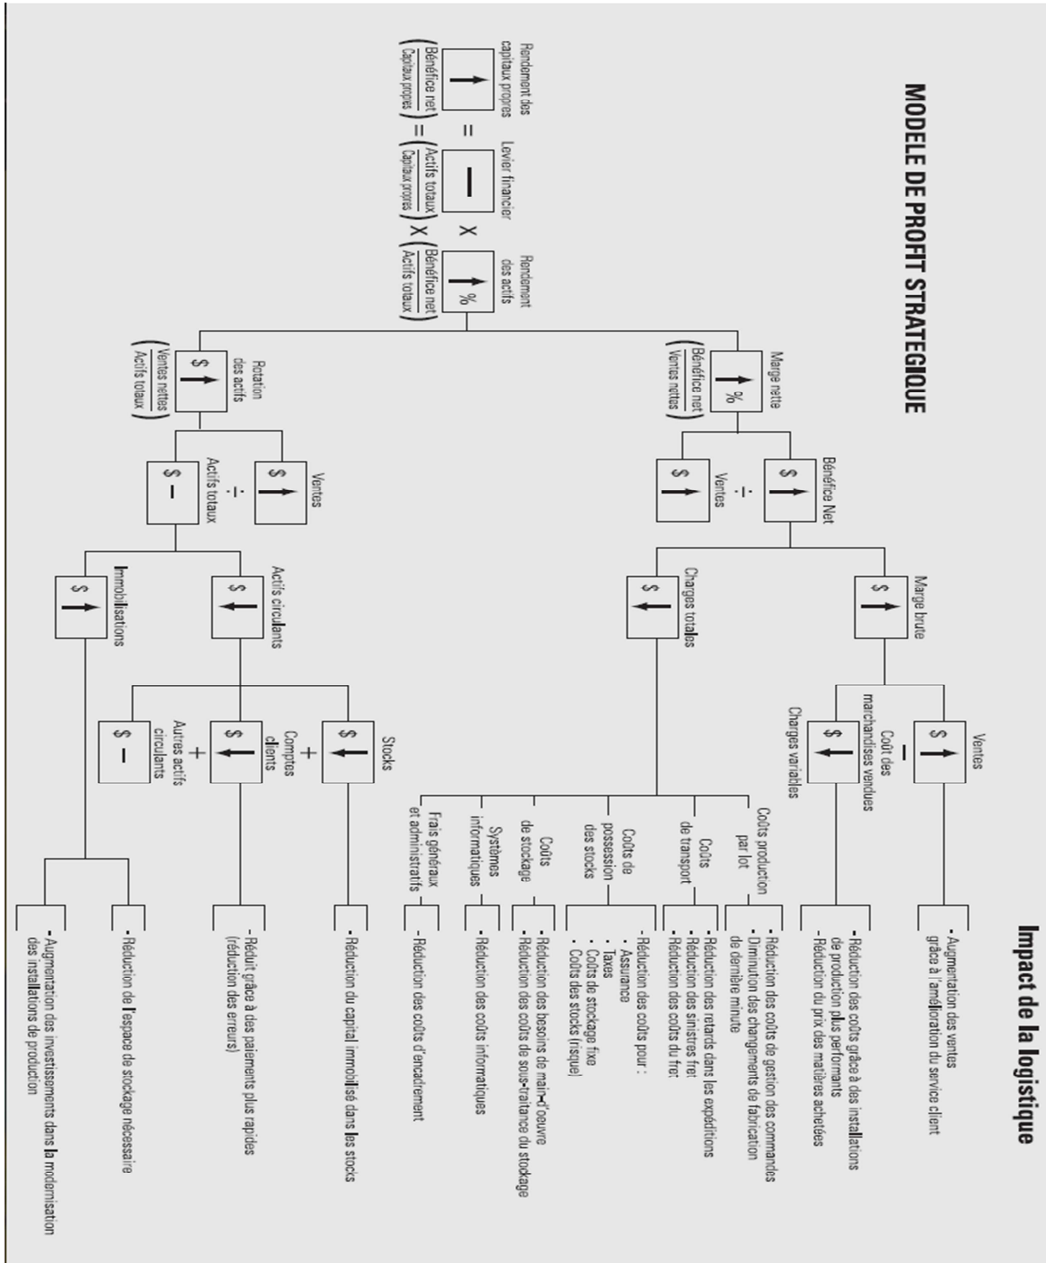 MODELE DE PROFIT STRATEGIQUE
Impact de la logistique
Rendement des
capitaux propres
(Bénéfice net
Capitaux propres)
=
=
Levier financier
–
(Actifs totaux
Capitaux propres)
X
X
Rendement
des actifs
%
(Bénéfice net
Actifs totaux)
Marge nette
%
(Bénéfice net
Ventes nettes)
Rotation
des actifs
$
(Ventes nettes
Actifs totaux)
Bénéfice Net
$
÷
Ventes
$
Ventes
$
÷
Actifs totaux
$ –
Marge brute
$
Charges totales
$
Actifs circulants
$
Immobilisations
$
Ventes
$
–
Coût des
marchandises vendues
$
Charges variables
Coûts production
par lot
Coûts
de transport
Coûts de
possession
des stocks
Coûts
de stockage
Systèmes
informatiques
Frais généraux
et administratifs
Stocks
$
+
Comptes
clients
$
+
Autres actifs
circulants
$ –
- Augmentation des ventes
grâce à l'amélioration du service client
- Réduction des coûts grâce à des installations
de production plus performants
- Réduction du prix des matières achetées
• Réduction des coûts de gestion des commandes
• Diminution des changements de fabrication
de dernière minute
• Réduction des retards dans les expéditions
• Réduction des sinistres fret
• Réduction des coûts du fret
- Réduction des coûts pour :
• Assurance
• Taxes
• Coûts de stockage fixe
• Coûts des stocks (risque)
• Réduction des besoins de main-d'oeuvre
• Réduction des coûts de sous-traitance du stockage
• Réduction des coûts informatiques
- Réduction des coûts d'encadrement
• Réduction du capital immobilisé dans les stocks
- Réduit grâce à des paiements plus rapides
(réduction des erreurs)
• Réduction de l'espace de stockage nécessaire
• Augmentation des investissements dans la modernisation
des installations de production